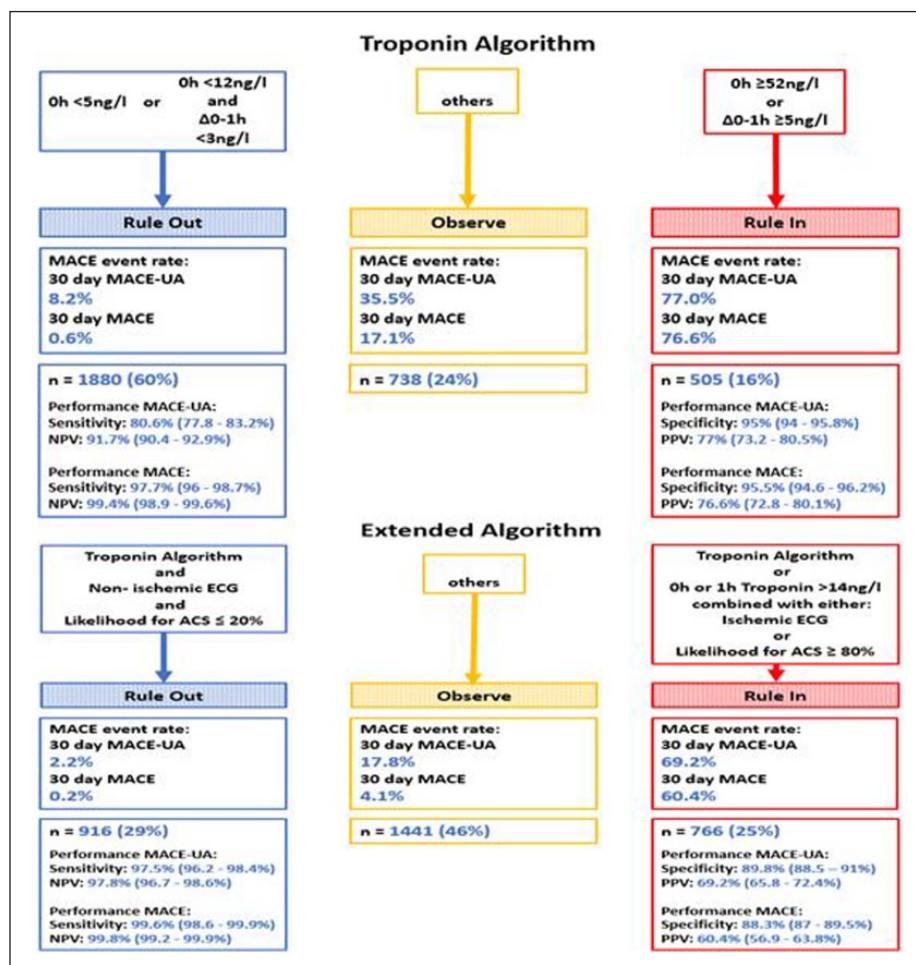 Troponin Algorithm
0h <5ng/l or
0h <12ng/l
and
Δ0-1h
<3ng/l
others
0h ≥52ng/l
or
Δ0-1h ≥5ng/l
Rule Out
MACE event rate:
30 day MACE-UA
8.2%
30 day MACE
0.6%
n = 1880 (60%)
Performance MACE-UA:
Sensitivity: 80.6% (77.8 - 83.2%)
NPV: 91.7% (90.4 - 92.9%)
Performance MACE:
Sensitivity: 97.7% (96 - 98.7%)
NPV: 99.4% (98.9 - 99.6%)
Observe
MACE event rate:
30 day MACE-UA
35.5%
30 day MACE
17.1%
n = 738 (24%)
Rule In
MACE event rate:
30 day MACE-UA
77.0%
30 day MACE
76.6%
n = 505 (16%)
Performance MACE-UA:
Specificity: 95% (94 - 95.8%)
PPV: 77% (73.2 - 80.5%)
Performance MACE:
Specificity: 95.5% (94.6 - 96.2%)
PPV: 76.6% (72.8 - 80.1%)
Extended Algorithm
Troponin Algorithm
and
Non- ischemic ECG
and
Likelihood for ACS ≤ 20%
others
Troponin Algorithm
or
0h or 1h Troponin >14ng/l
combined with either:
Ischemic ECG
or
Likelihood for ACS ≥ 80%
Rule Out
MACE event rate:
30 day MACE-UA
2.2%
30 day MACE
0.2%
n = 916 (29%)
Performance MACE-UA:
Sensitivity: 97.5% (96.2 - 98.4%)
NPV: 97.8% (96.7 - 98.6%)
Performance MACE:
Sensitivity: 99.6% (98.6 - 99.9%)
NPV: 99.8% (99.2 - 99.9%)
Observe
MACE event rate:
30 day MACE-UA
17.8%
30 day MACE
4.1%
n = 1441 (46%)
Rule In
MACE event rate:
30 day MACE-UA
69.2%
30 day MACE
60.4%
n = 766 (25%)
Performance MACE-UA:
Specificity: 89.8% (88.5 – 91%)
PPV: 69.2% (65.8 - 72.4%)
Performance MACE:
Specificity: 88.3% (87 - 89.5%)
PPV: 60.4% (56.9 - 63.8%)